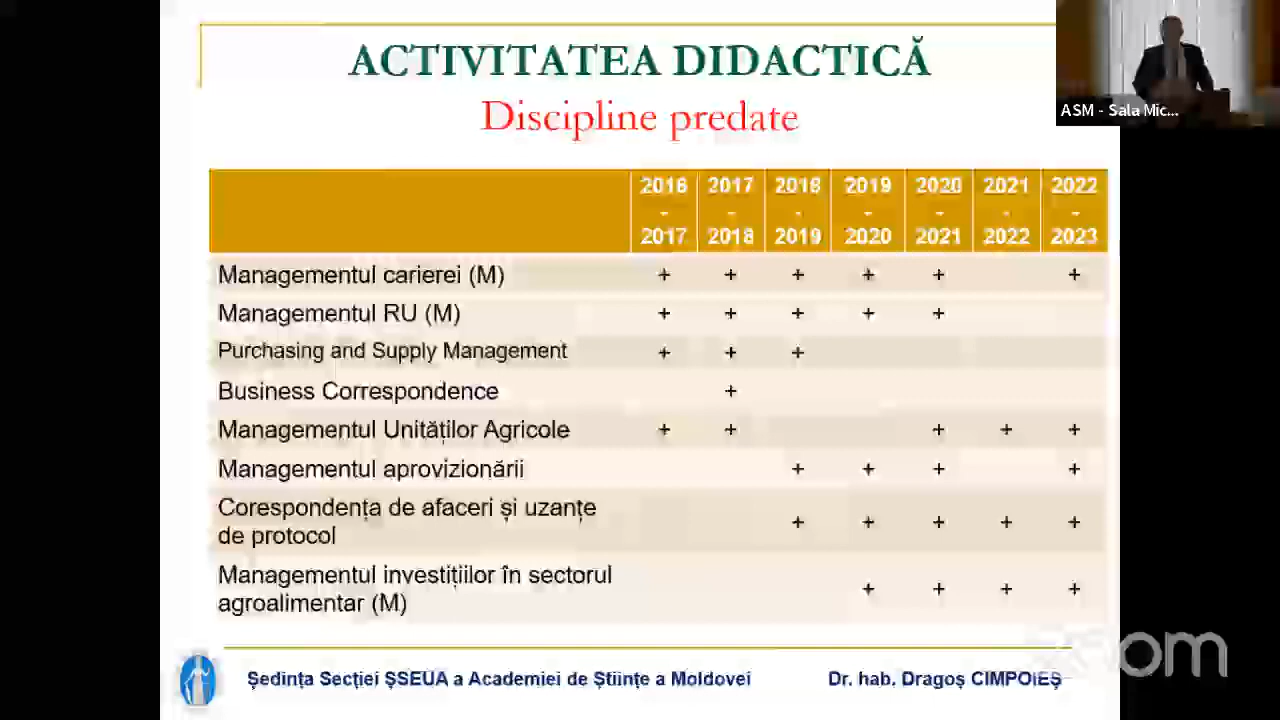 ACTIVITATEA DIDACTICĂ
Discipline predate
ASM - Sala Mic...
2016 - 2017 2017 - 2018 2018 - 2019 2019 - 2020 2020 - 2021 2021 - 2022 2022 - 2023
Managementul carierei (M) + + + + + +
Managementul RU (M) + + + + +
Purchasing and Supply Management + + +
Business Correspondence +
Managementul Unităților Agricole + + + + +
Managementul aprovizionării + + + +
Corespondența de afaceri și uzanțe
de protocol + + + + +
Managementul investițiilor în sectorul
agroalimentar (M) + + + +
Ședința Secției ȘSEUA a Academiei de Științe a Moldovei
Dr. hab. Dragoș CIMPOIEȘ
zoom